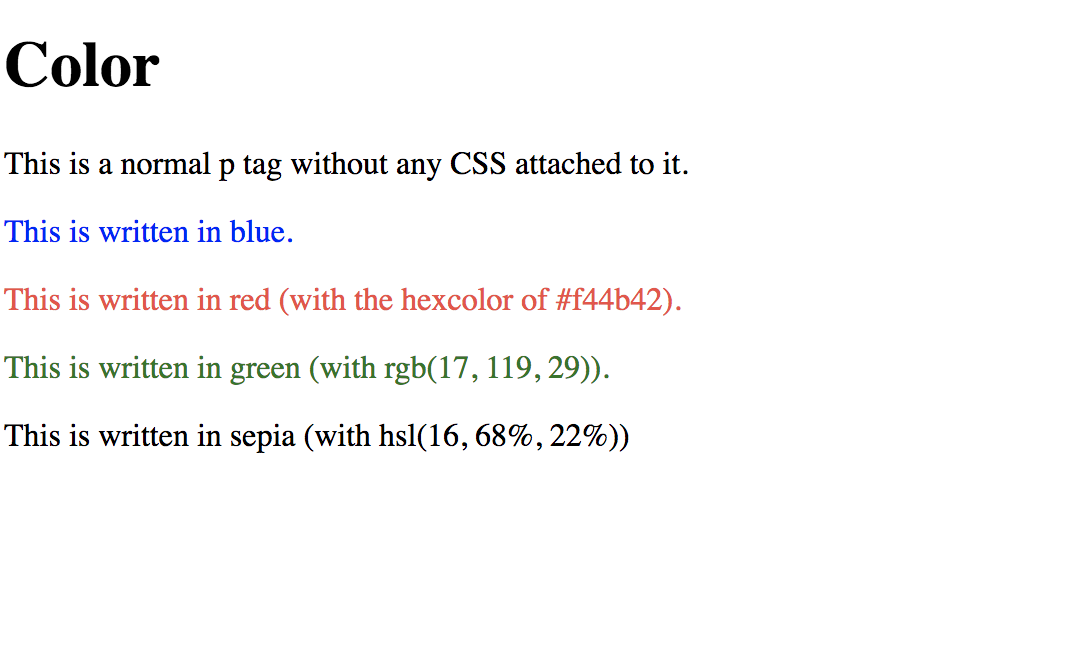 Color
This is a normal p tag without any CSS attached to it.
This is written in blue.
This is written in red (with the hexcolor of #f44b42).
This is written in green (with rgb(17, 119, 29)).
This is written in sepia (with hsl(16, 68%, 22%))